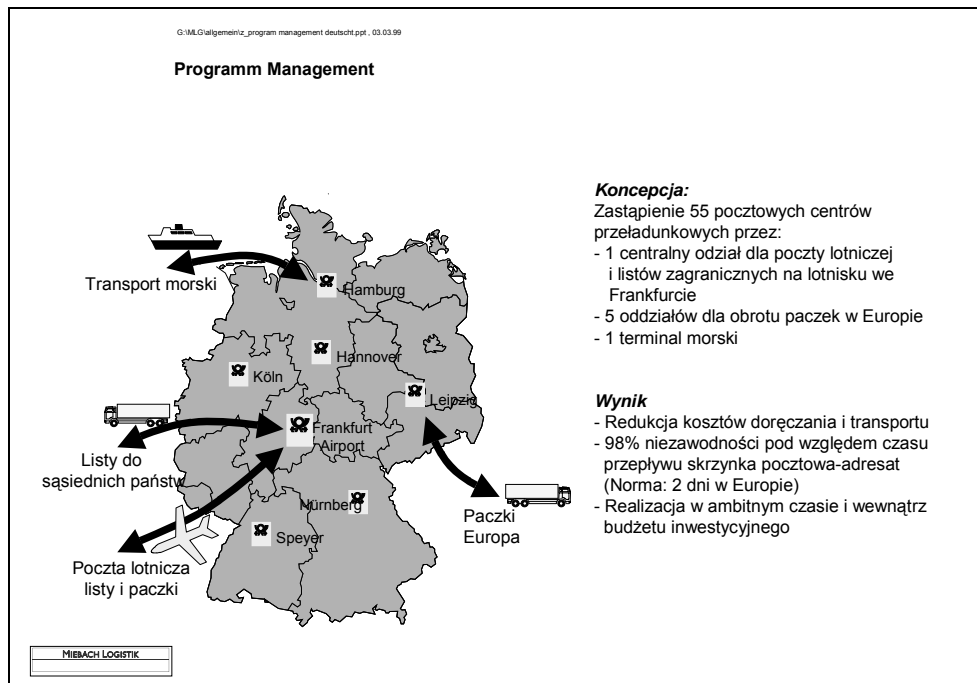 G:\MLG\allgemein\z_program management deutscht.ppt , 03.03.99
Programm Management
Transport morski
Hamburg
Hannover
Köln
Leipzig
Frankfurt
Airport
Listy do
sąsiednich państw
Nürnberg
Speyer
Poczta lotnicza
listy i paczki
Paczki
Europa
Koncepcja:
Zastąpienie 55 pocztowych centrów
przeładunkowych przez:
- 1 centralny odział dla poczty lotniczej
i listów zagranicznych na lotnisku we
Frankfurcie
- 5 oddziałów dla obrotu paczek w Europie
- 1 terminal morski
Wynik
- Redukcja kosztów doręczania i transportu
- 98% niezawodności pod względem czasu
przepływu skrzynka pocztowa-adresat
(Norma: 2 dni w Europie)
- Realizacja w ambitnym czasie i wewnątrz
budżetu inwestycyjnego
MIEBACH LOGISTIK